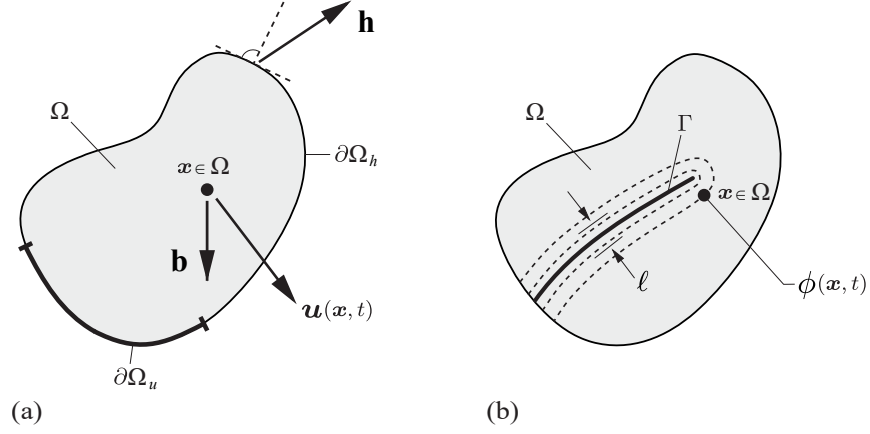 h
Ω
x ∈ Ω
∂Ω_h
b
u(x, t)
∂Ω_u
(a)
Ω
Γ
x ∈ Ω
ℓ
ϕ(x, t)
(b)